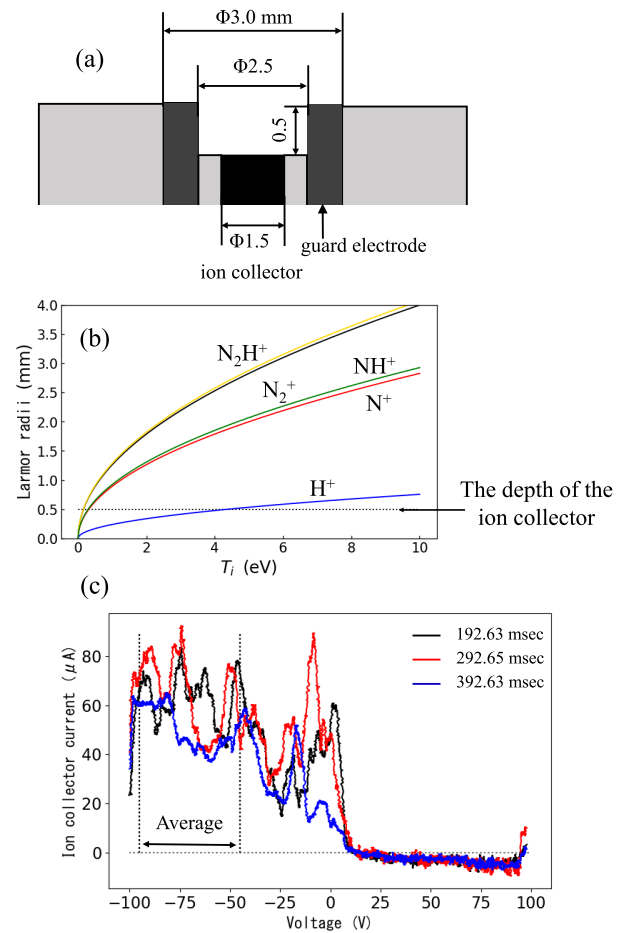 (a)
Φ3.0 mm
Φ2.5
0.5
Φ1.5
guard electrode
ion collector
(b)
Larmor radii (mm)
4.0
3.5
3.0
2.5
2.0
1.5
1.0
0.5
0.0
N₂H⁺
N₂⁺
NH⁺
N⁺
H⁺
The depth of the
ion collector
0 2 4 6 8 10
Tᵢ (eV)
(c)
Ion collector current (μA)
80
60
40
20
0
192.63 msec
292.65 msec
392.63 msec
Average
−100 −75 −50 −25 0 25 50 75 100
Voltage (V)